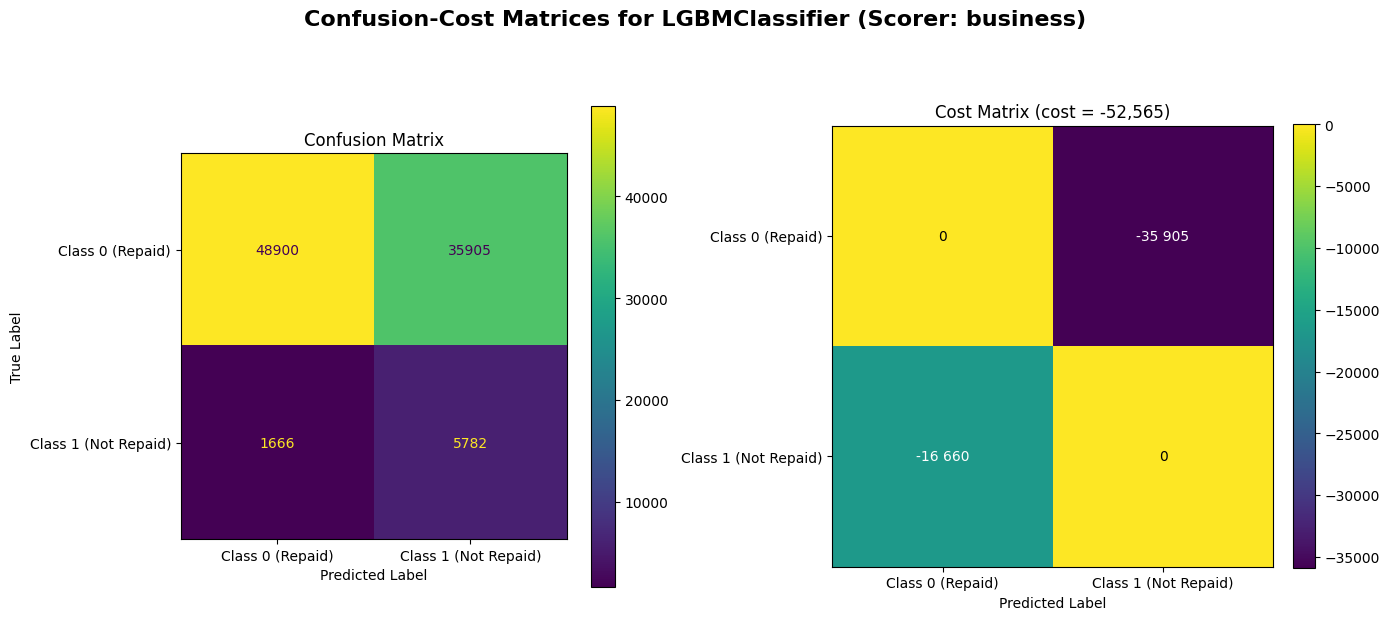 Confusion-Cost Matrices for LGBMClassifier (Scorer: business)
Confusion Matrix
True Label
Class 0 (Repaid)
48900
35905
Class 1 (Not Repaid)
1666
5782
Class 0 (Repaid)
Class 1 (Not Repaid)
Predicted Label
40000
30000
20000
10000
Cost Matrix (cost = -52,565)
Class 0 (Repaid)
0
-35 905
Class 1 (Not Repaid)
-16 660
0
Class 0 (Repaid)
Class 1 (Not Repaid)
Predicted Label
0
−5000
−10000
−15000
−20000
−25000
−30000
−35000